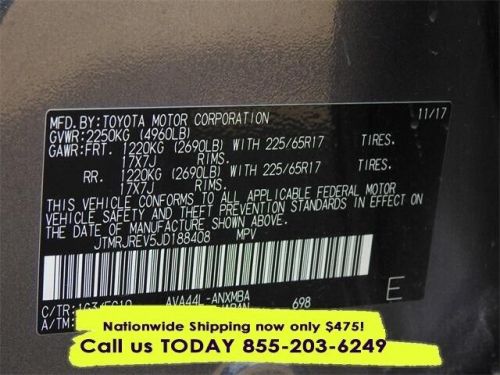 MFD. BY: TOYOTA MOTOR CORPORATION 11/17
GVWR: 2250KG (4960LB)
GAWR: FRT. 1220KG (2690LB) WITH 225/65R17 TIRES.
17X7J RIMS.
RR. 1220KG (2690LB) WITH 225/65R17 TIRES.
17X7J RIMS.
THIS VEHICLE CONFORMS TO ALL APPLICABLE FEDERAL MOTOR
VEHICLE SAFETY AND THEFT PREVENTION STANDARDS IN EFFECT
ON THE DATE OF MANUFACTURE SHOWN ABOVE.
JTMRJREV5JD188408 MPV
E
C/TR: AVA44L-ANXMBA
A/TM: JAPAN 698
Nationwide Shipping now only $475!
Call us TODAY 855-203-6249